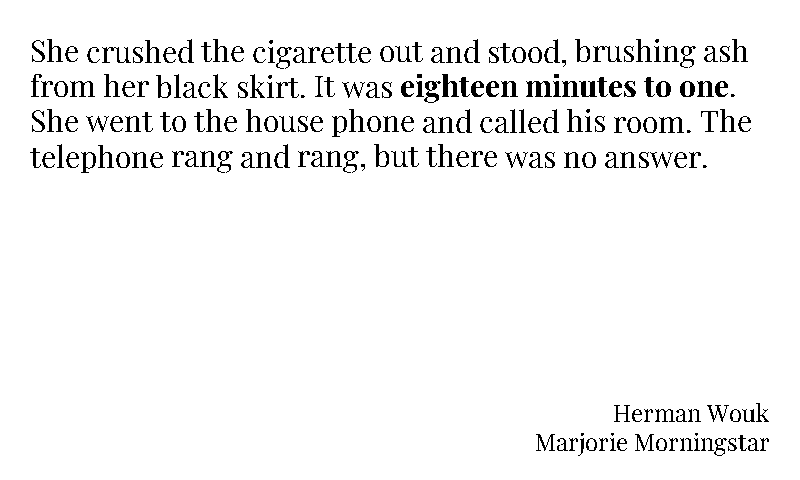 She crushed the cigarette out and stood, brushing ash
from her black skirt. It was eighteen minutes to one.
She went to the house phone and called his room. The
telephone rang and rang, but there was no answer.
Herman Wouk
Marjorie Morningstar